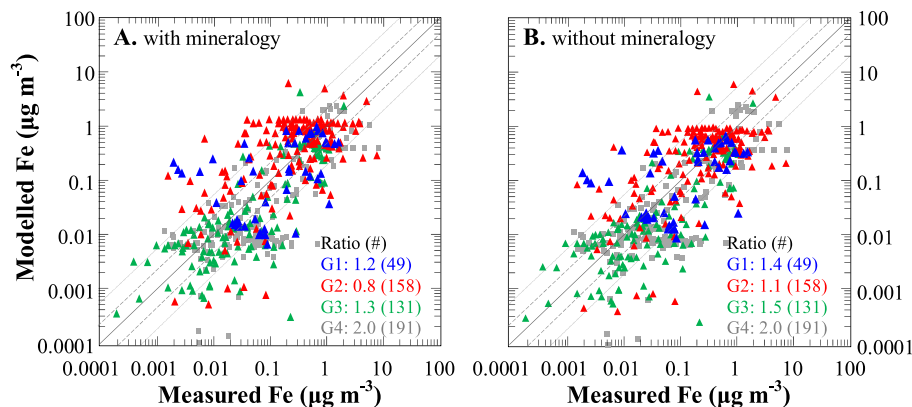 A. with mineralogy
B. without mineralogy
Modelled Fe (µg m-3)
100
10
1
0.1
0.01
0.001
0.0001
Ratio (#)
G1: 1.2 (49)
G2: 0.8 (158)
G3: 1.3 (131)
G4: 2.0 (191)
0.0001 0.001 0.01 0.1 1 10 100
Measured Fe (µg m-3)
Ratio (#)
G1: 1.4 (49)
G2: 1.1 (158)
G3: 1.5 (131)
G4: 2.0 (191)
100
10
1
0.1
0.01
0.001
0.0001
0.0001 0.001 0.01 0.1 1 10 100
Measured Fe (µg m-3)